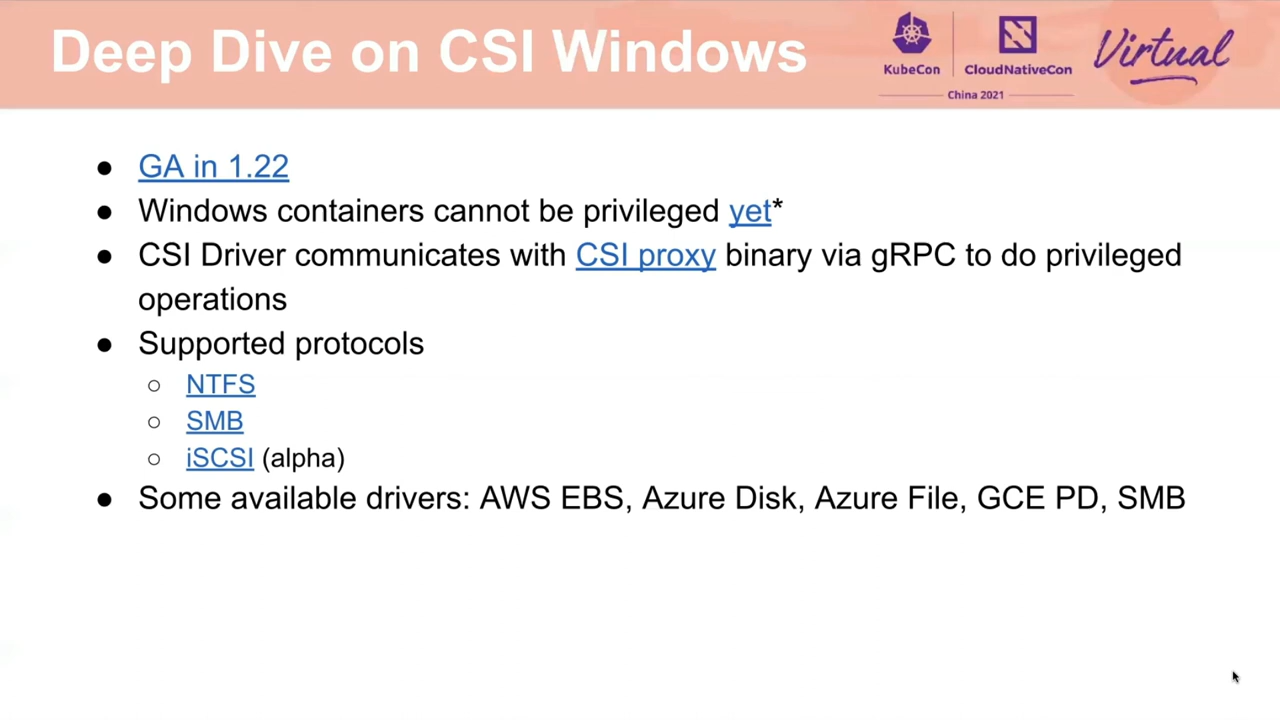 Deep Dive on CSI Windows
KubeCon
CloudNativeCon
China 2021
Virtual
● GA in 1.22
● Windows containers cannot be privileged yet*
● CSI Driver communicates with CSI proxy binary via gRPC to do privileged
operations
● Supported protocols
○ NTFS
○ SMB
○ iSCSI (alpha)
● Some available drivers: AWS EBS, Azure Disk, Azure File, GCE PD, SMB